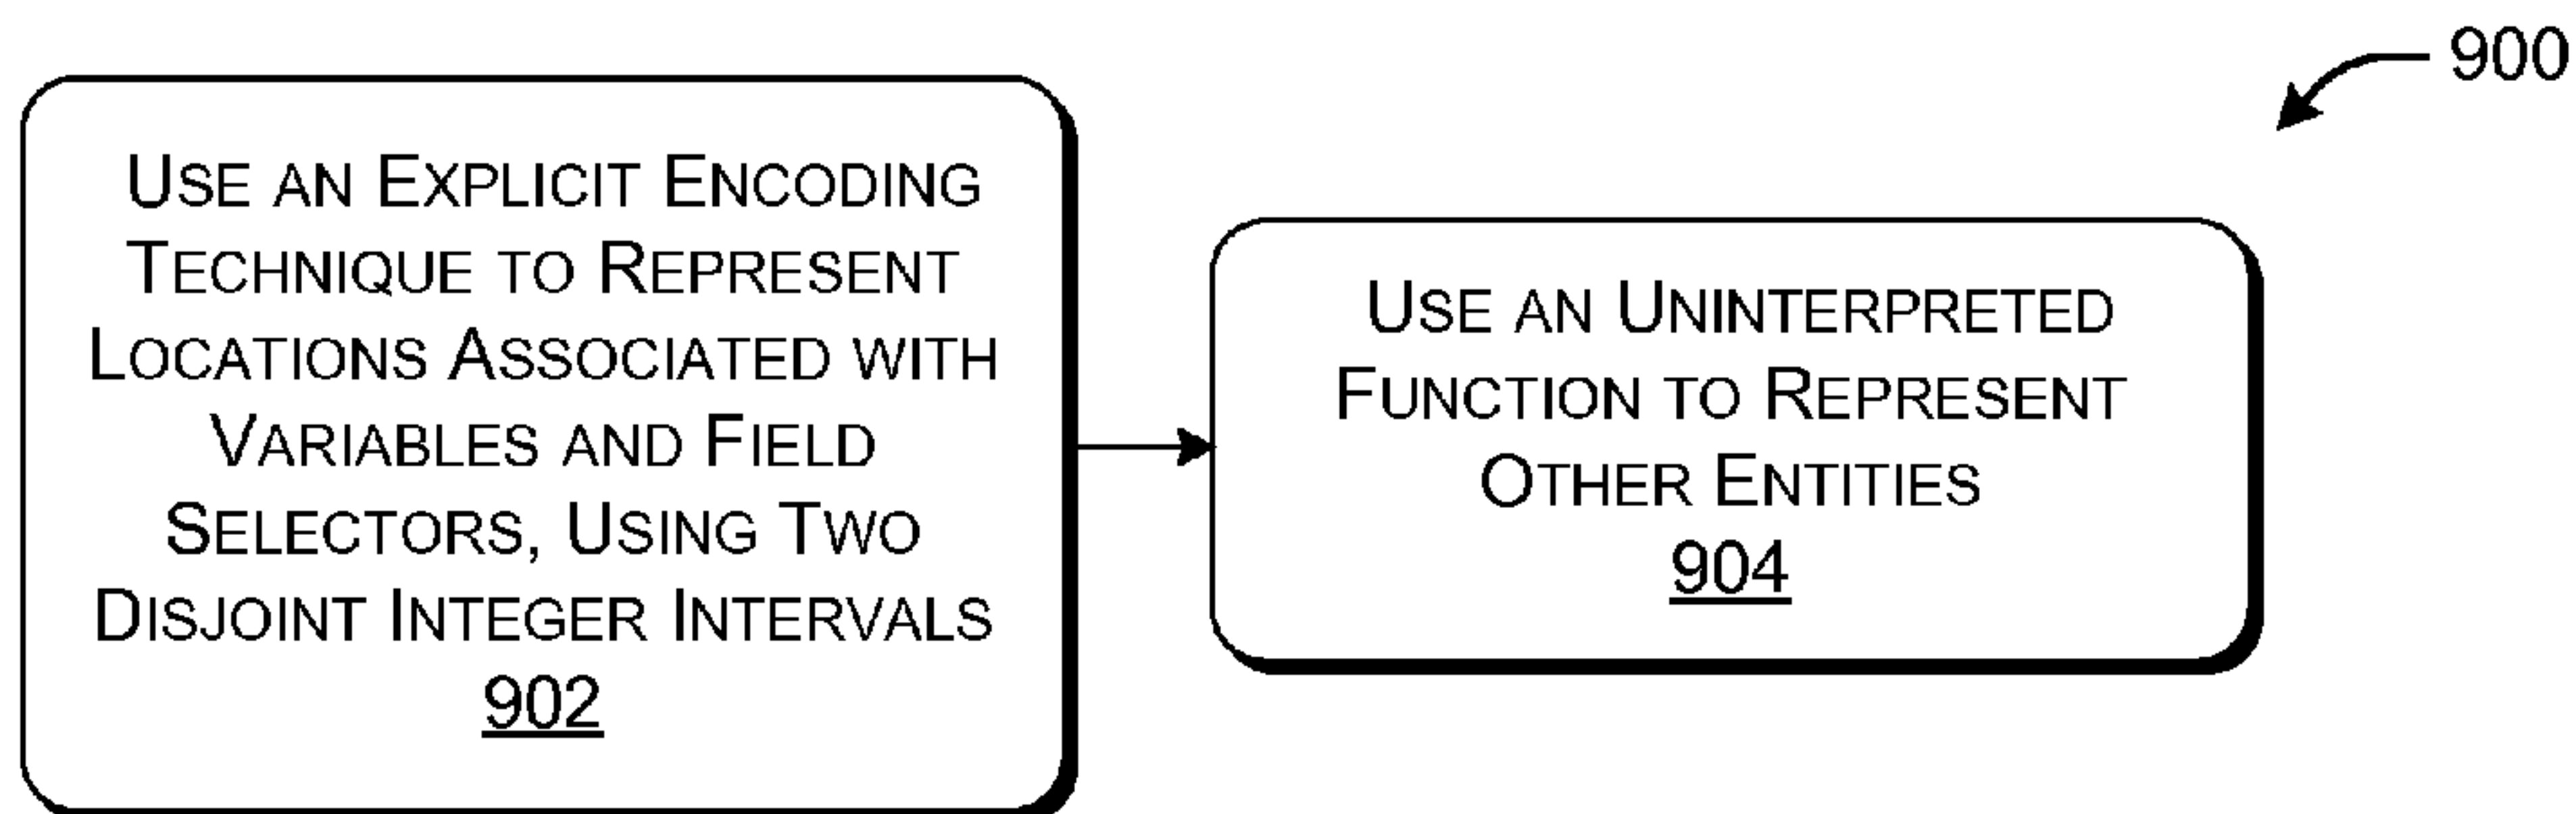 900
USE AN EXPLICIT ENCODING
TECHNIQUE TO REPRESENT
LOCATIONS ASSOCIATED WITH
VARIABLES AND FIELD
SELECTORS, USING TWO
DISJOINT INTEGER INTERVALS
902
USE AN UNINTERPRETED
FUNCTION TO REPRESENT
OTHER ENTITIES
904